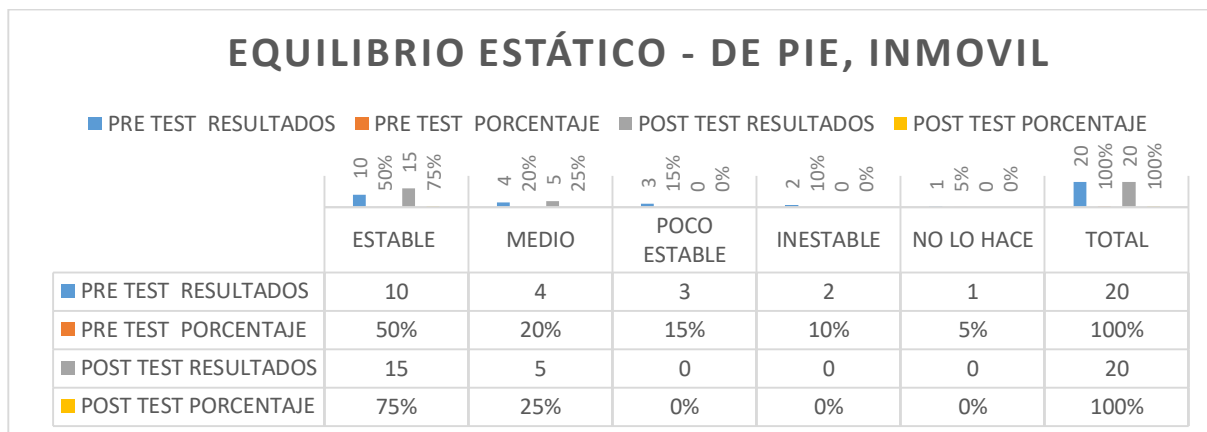 EQUILIBRIO ESTÁTICO - DE PIE, INMOVIL
PRE TEST RESULTADOS PRE TEST PORCENTAJE POST TEST RESULTADOS POST TEST PORCENTAJE
10 50% 15 75% 4 20% 5 25% 3 15% 0 0% 2 10% 0 0% 1 5% 0 0% 20 100% 20 100%
ESTABLE MEDIO POCO ESTABLE INESTABLE NO LO HACE TOTAL
PRE TEST RESULTADOS 10 4 3 2 1 20
PRE TEST PORCENTAJE 50% 20% 15% 10% 5% 100%
POST TEST RESULTADOS 15 5 0 0 0 20
POST TEST PORCENTAJE 75% 25% 0% 0% 0% 100%